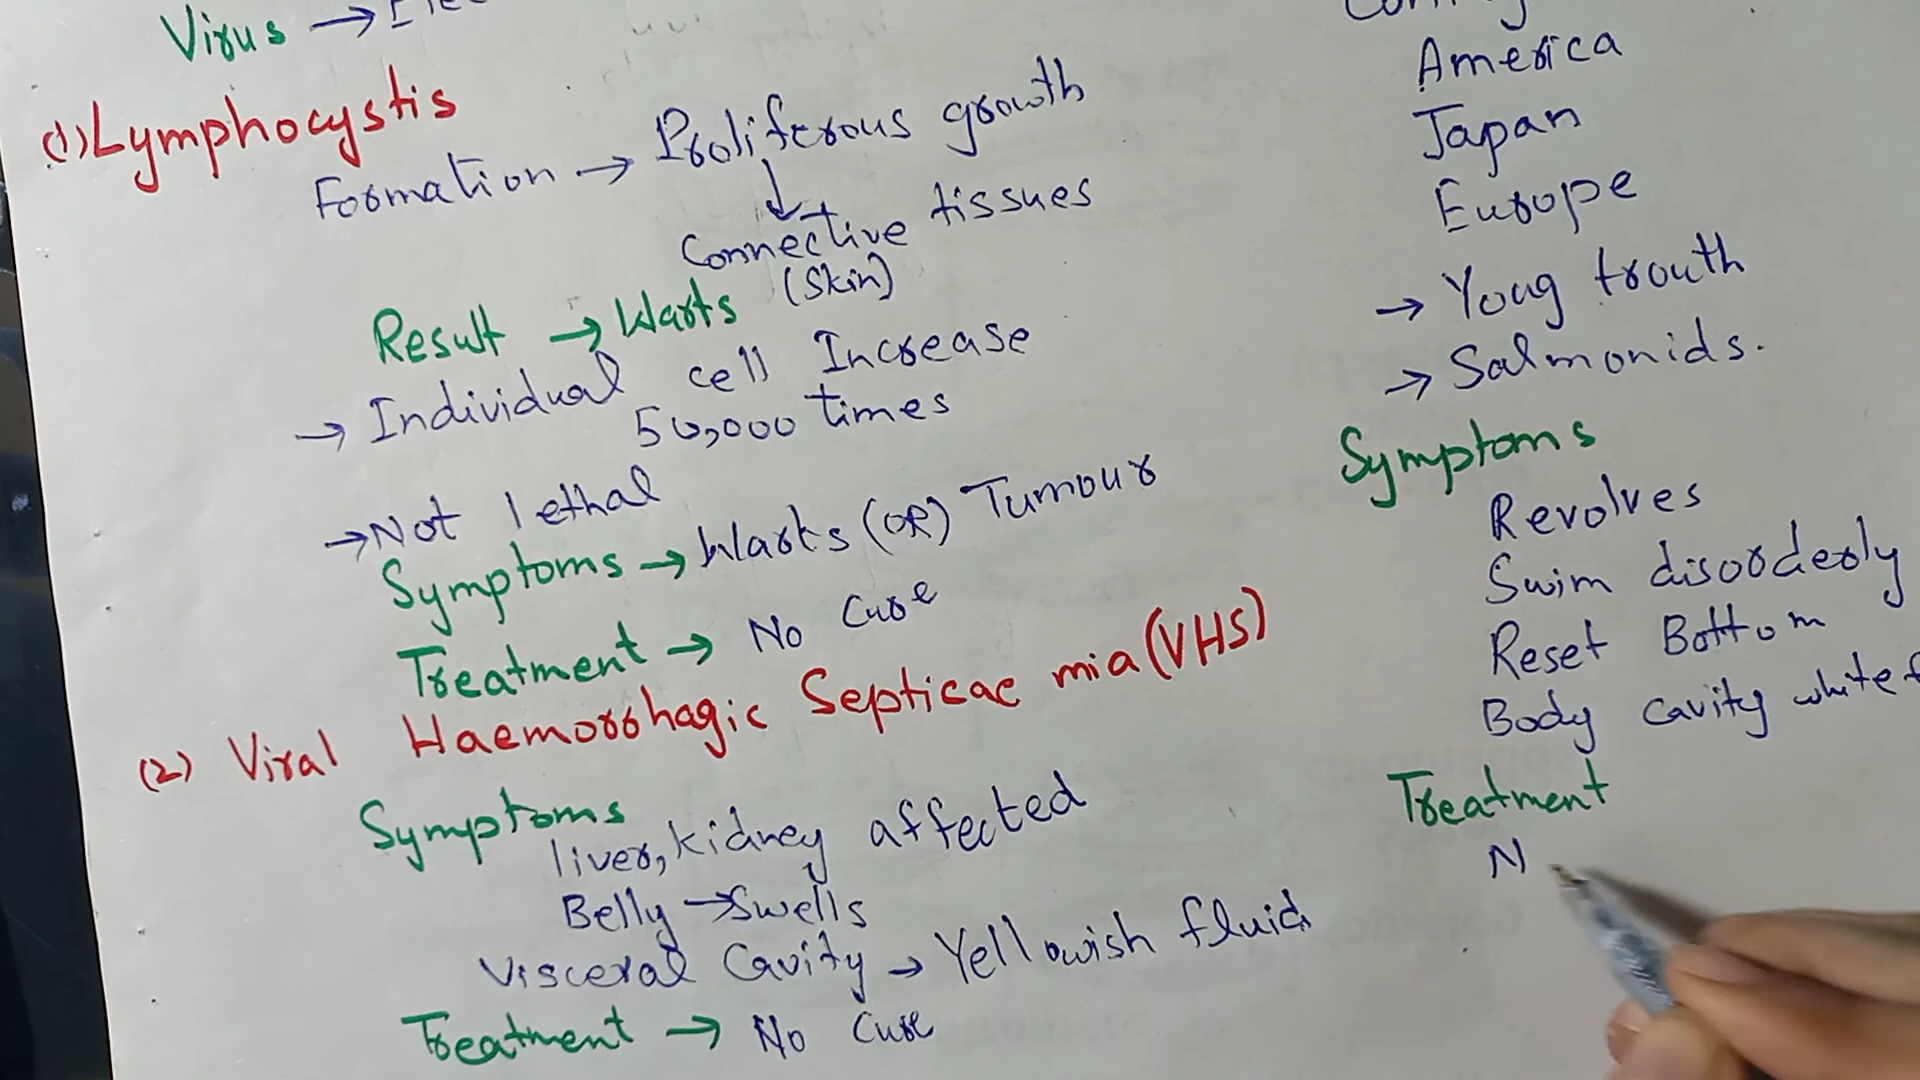 Virus →
(1) Lymphocystis
Formation → Proliferous growth
↓
Connective tissues
(Skin)
Result → Warts
→ Individual cell Increase
50,000 times
→ Not lethal
Symptoms → Warts (OR) Tumour
Treatment → No Cure
(2) Viral Haemorrhagic Septicae mia (VHS)
Symptoms
liver, kidney affected
Belly → Swells
Visceral Cavity → Yellowish fluid
Treatment → No Cure
America
Japan
Europe
→ Youg trouth
→ Salmonids.
Symptoms
Revolves
Swim disorderly
Reset Bottom
Body cavity white
Treatment
N